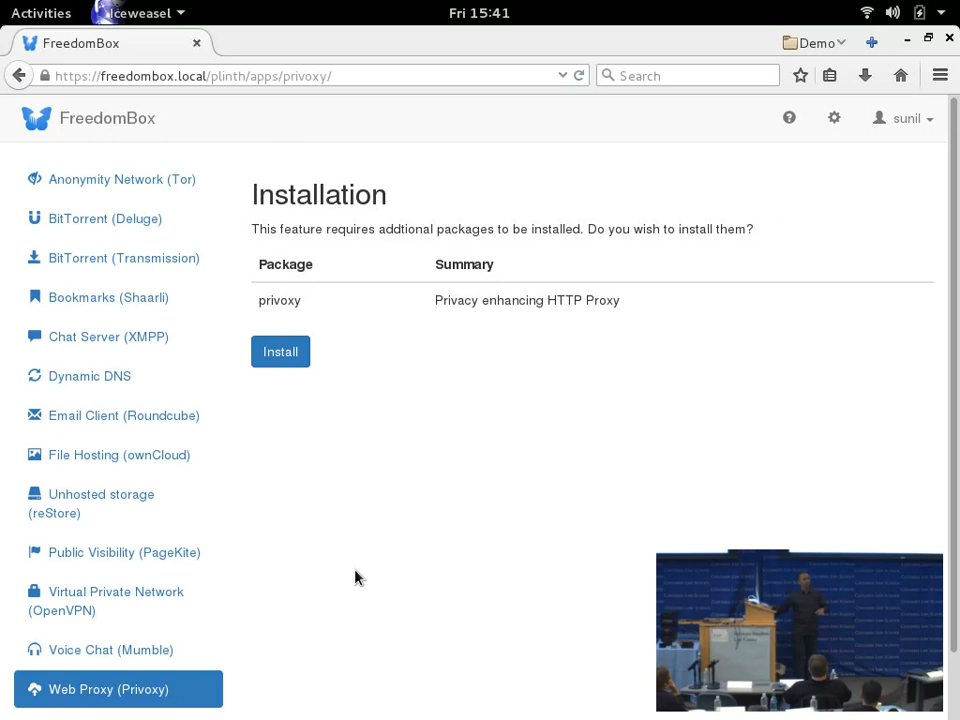 Activities Iceweasel Fri 15:41
FreedomBox Demo
https://freedombox.local/plinth/apps/privoxy/ Search
FreedomBox sunil
Anonymity Network (Tor)
BitTorrent (Deluge)
BitTorrent (Transmission)
Bookmarks (Shaarli)
Chat Server (XMPP)
Dynamic DNS
Email Client (Roundcube)
File Hosting (ownCloud)
Unhosted storage
(reStore)
Public Visibility (PageKite)
Virtual Private Network
(OpenVPN)
Voice Chat (Mumble)
Web Proxy (Privoxy)
Installation
This feature requires addtional packages to be installed. Do you wish to install them?
Package Summary
privoxy Privacy enhancing HTTP Proxy
Install